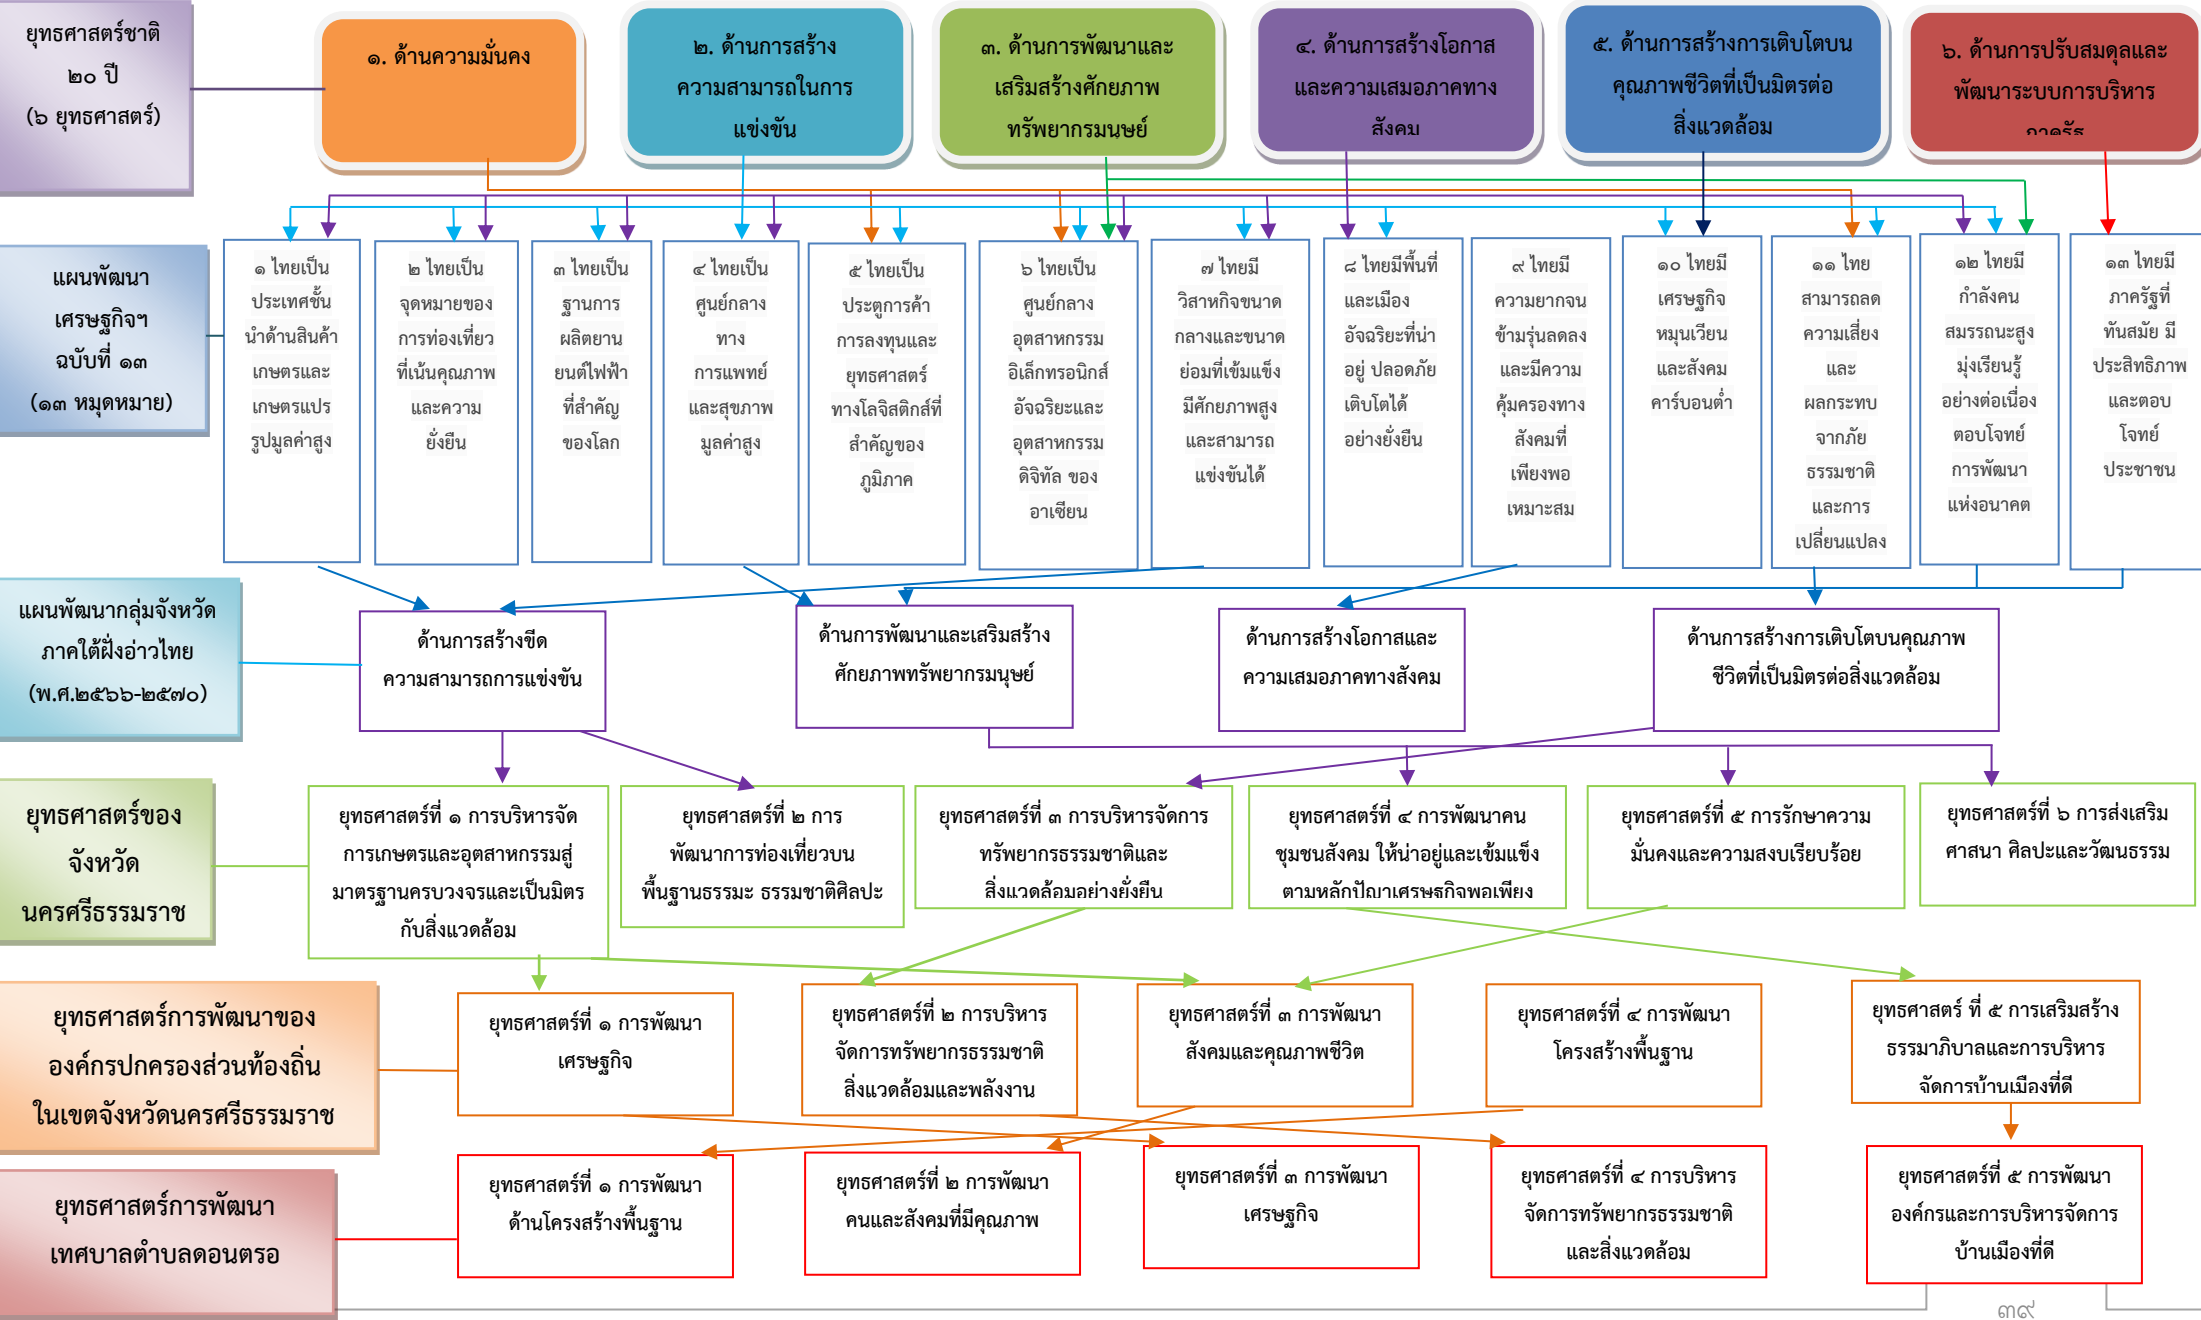 ยุทธศาสตร์ชาติ
๒๐ ปี
(๖ ยุทธศาสตร์)
๑. ด้านความมั่นคง
๒. ด้านการสร้าง
ความสามารถในการ
แข่งขัน
๓. ด้านการพัฒนาและ
เสริมสร้างศักยภาพ
ทรัพยากรมนุษย์
๔. ด้านการสร้างโอกาส
และความเสมอภาคทาง
สังคม
๕. ด้านการสร้างการเติบโตบน
คุณภาพชีวิตที่เป็นมิตรต่อ
สิ่งแวดล้อม
๖. ด้านการปรับสมดุลและ
พัฒนาระบบการบริหาร
ภาครัฐ
แผนพัฒนา
เศรษฐกิจฯ
ฉบับที่ ๑๓
(๑๓ หมุดหมาย)
๑ ไทยเป็น
ประเทศชั้น
นำด้านสินค้า
เกษตรและ
เกษตรแปร
รูปมูลค่าสูง
๒ ไทยเป็น
จุดหมายของ
การท่องเที่ยว
ที่เน้นคุณภาพ
และความ
ยั่งยืน
๓ ไทยเป็น
ฐานการ
ผลิตยาน
ยนต์ไฟฟ้า
ที่สำคัญ
ของโลก
๔ ไทยเป็น
ศูนย์กลาง
ทาง
การแพทย์
และสุขภาพ
มูลค่าสูง
๕ ไทยเป็น
ประตูการค้า
การลงทุนและ
ยุทธศาสตร์
ทางโลจิสติกส์ที่
สำคัญของ
ภูมิภาค
๖ ไทยเป็น
ศูนย์กลาง
อุตสาหกรรม
อิเล็กทรอนิกส์
อัจฉริยะและ
อุตสาหกรรม
ดิจิทัล ของ
อาเซียน
๗ ไทยมี
วิสาหกิจขนาด
กลางและขนาด
ย่อมที่เข้มแข็ง
มีศักยภาพสูง
และสามารถ
แข่งขันได้
๘ ไทยมีพื้นที่
และเมือง
อัจฉริยะที่น่า
อยู่ ปลอดภัย
เติบโตได้
อย่างยั่งยืน
๙ ไทยมี
ความยากจน
ข้ามรุ่นลดลง
และมีความ
คุ้มครองทาง
สังคมที่
เพียงพอ
เหมาะสม
๑๐ ไทยมี
เศรษฐกิจ
หมุนเวียน
และสังคม
คาร์บอนต่ำ
๑๑ ไทย
สามารถลด
ความเสี่ยง
และ
ผลกระทบ
จากภัย
ธรรมชาติ
และการ
เปลี่ยนแปลง
๑๒ ไทยมี
กำลังคน
สมรรถนะสูง
มุ่งเรียนรู้
อย่างต่อเนื่อง
ตอบโจทย์
การพัฒนา
แห่งอนาคต
๑๓ ไทยมี
ภาครัฐที่
ทันสมัย มี
ประสิทธิภาพ
และตอบ
โจทย์
ประชาชน
แผนพัฒนากลุ่มจังหวัด
ภาคใต้ฝั่งอ่าวไทย
(พ.ศ.๒๕๖๖-๒๕๗๐)
ด้านการสร้างขีด
ความสามารถการแข่งขัน
ด้านการพัฒนาและเสริมสร้าง
ศักยภาพทรัพยากรมนุษย์
ด้านการสร้างโอกาสและ
ความเสมอภาคทางสังคม
ด้านการสร้างการเติบโตบนคุณภาพ
ชีวิตที่เป็นมิตรต่อสิ่งแวดล้อม
ยุทธศาสตร์ของ
จังหวัด
นครศรีธรรมราช
ยุทธศาสตร์ที่ ๑ การบริหารจัด
การเกษตรและอุตสาหกรรมสู่
มาตรฐานครบวงจรและเป็นมิตร
กับสิ่งแวดล้อม
ยุทธศาสตร์ที่ ๒ การ
พัฒนาการท่องเที่ยวบน
พื้นฐานธรรมะ ธรรมชาติศิลปะ
ยุทธศาสตร์ที่ ๓ การบริหารจัดการ
ทรัพยากรธรรมชาติและ
สิ่งแวดล้อมอย่างยั่งยืน
ยุทธศาสตร์ที่ ๔ การพัฒนาคน
ชุมชนสังคม ให้น่าอยู่และเข้มแข็ง
ตามหลักปัญาเศรษฐกิจพอเพียง
ยุทธศาสตร์ที่ ๕ การรักษาความ
มั่นคงและความสงบเรียบร้อย
ยุทธศาสตร์ที่ ๖ การส่งเสริม
ศาสนา ศิลปะและวัฒนธรรม
ยุทธศาสตร์การพัฒนาของ
องค์กรปกครองส่วนท้องถิ่น
ในเขตจังหวัดนครศรีธรรมราช
ยุทธศาสตร์ที่ ๑ การพัฒนา
เศรษฐกิจ
ยุทธศาสตร์ที่ ๒ การบริหาร
จัดการทรัพยากรธรรมชาติ
สิ่งแวดล้อมและพลังงาน
ยุทธศาสตร์ที่ ๓ การพัฒนา
สังคมและคุณภาพชีวิต
ยุทธศาสตร์ที่ ๔ การพัฒนา
โครงสร้างพื้นฐาน
ยุทธศาสตร์ ที่ ๕ การเสริมสร้าง
ธรรมาภิบาลและการบริหาร
จัดการบ้านเมืองที่ดี
ยุทธศาสตร์การพัฒนา
เทศบาลตำบลดอนตรอ
ยุทธศาสตร์ที่ ๑ การพัฒนา
ด้านโครงสร้างพื้นฐาน
ยุทธศาสตร์ที่ ๒ การพัฒนา
คนและสังคมที่มีคุณภาพ
ยุทธศาสตร์ที่ ๓ การพัฒนา
เศรษฐกิจ
ยุทธศาสตร์ที่ ๔ การบริหาร
จัดการทรัพยากรธรรมชาติ
และสิ่งแวดล้อม
ยุทธศาสตร์ที่ ๕ การพัฒนา
องค์กรและการบริหารจัดการ
บ้านเมืองที่ดี
๓๙